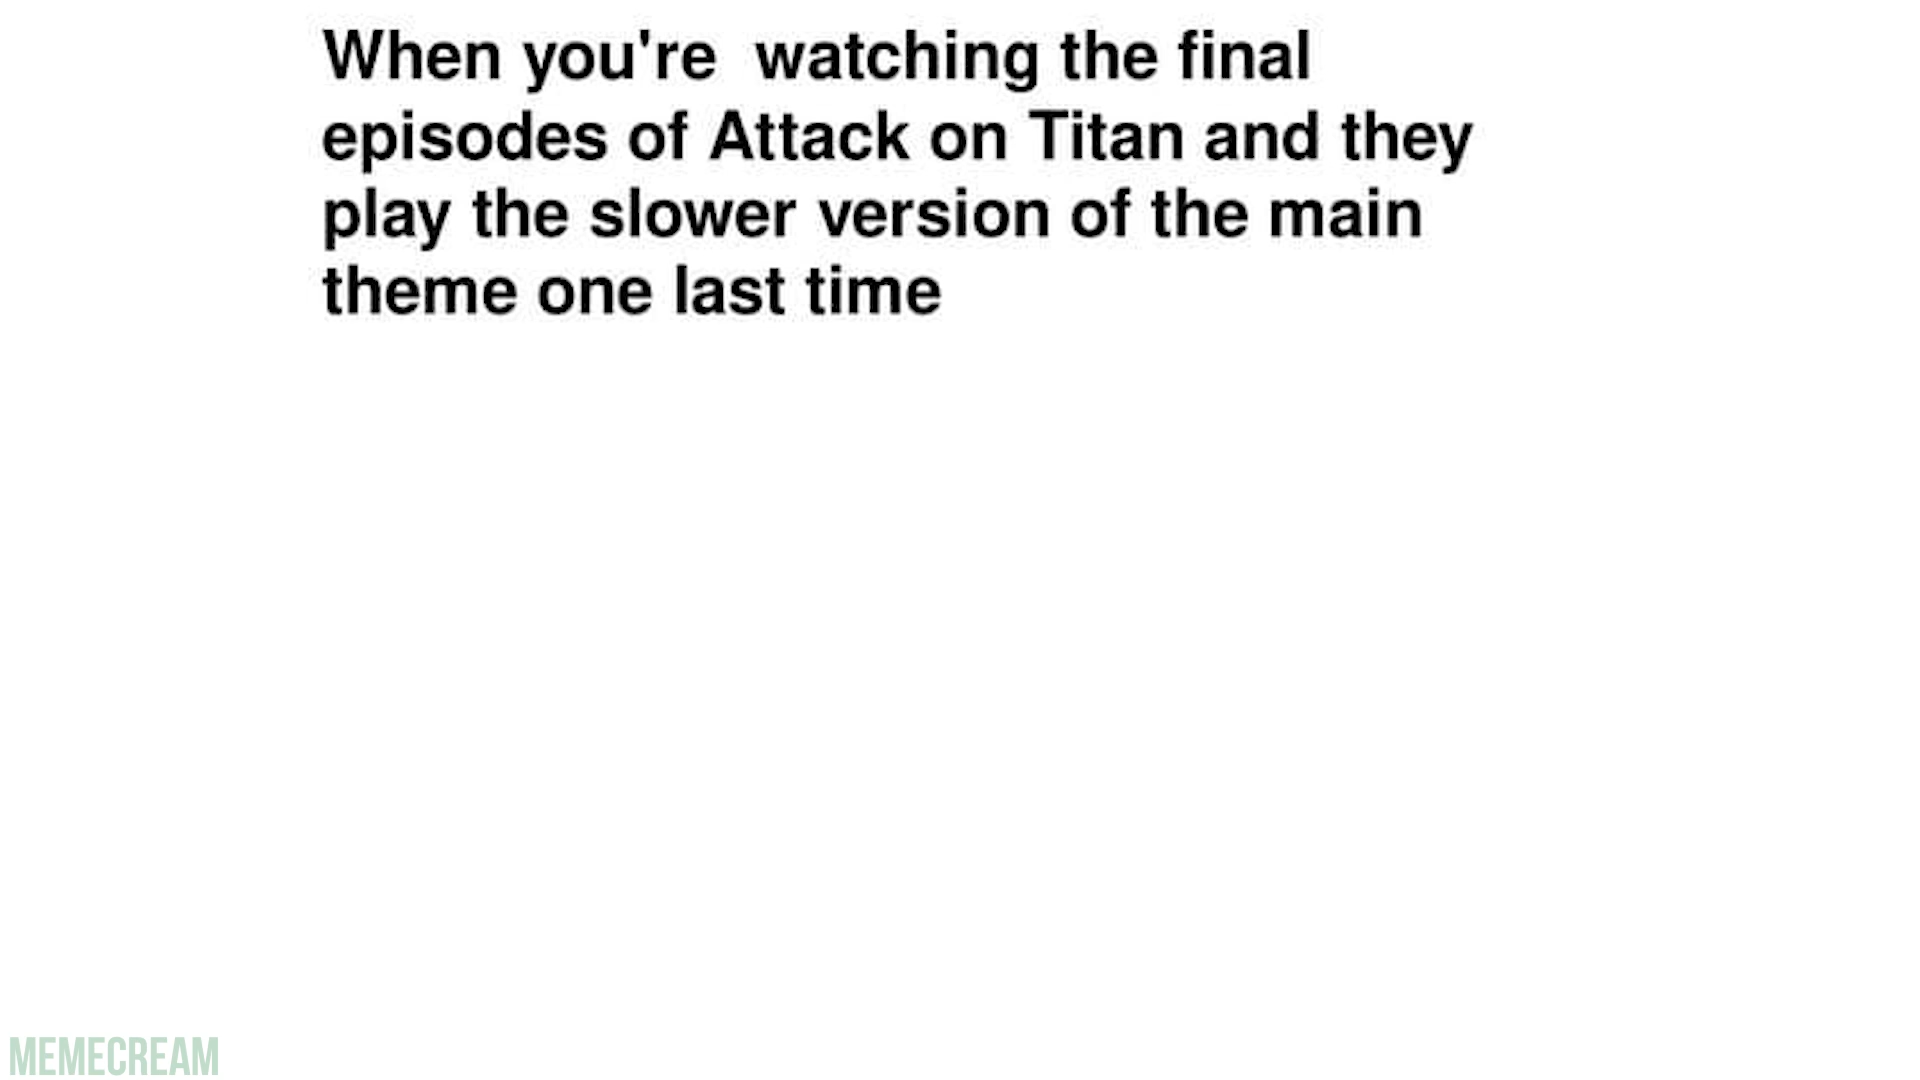 When you're  watching the final
episodes of Attack on Titan and they
play the slower version of the main
theme one last time
MEMECREAM